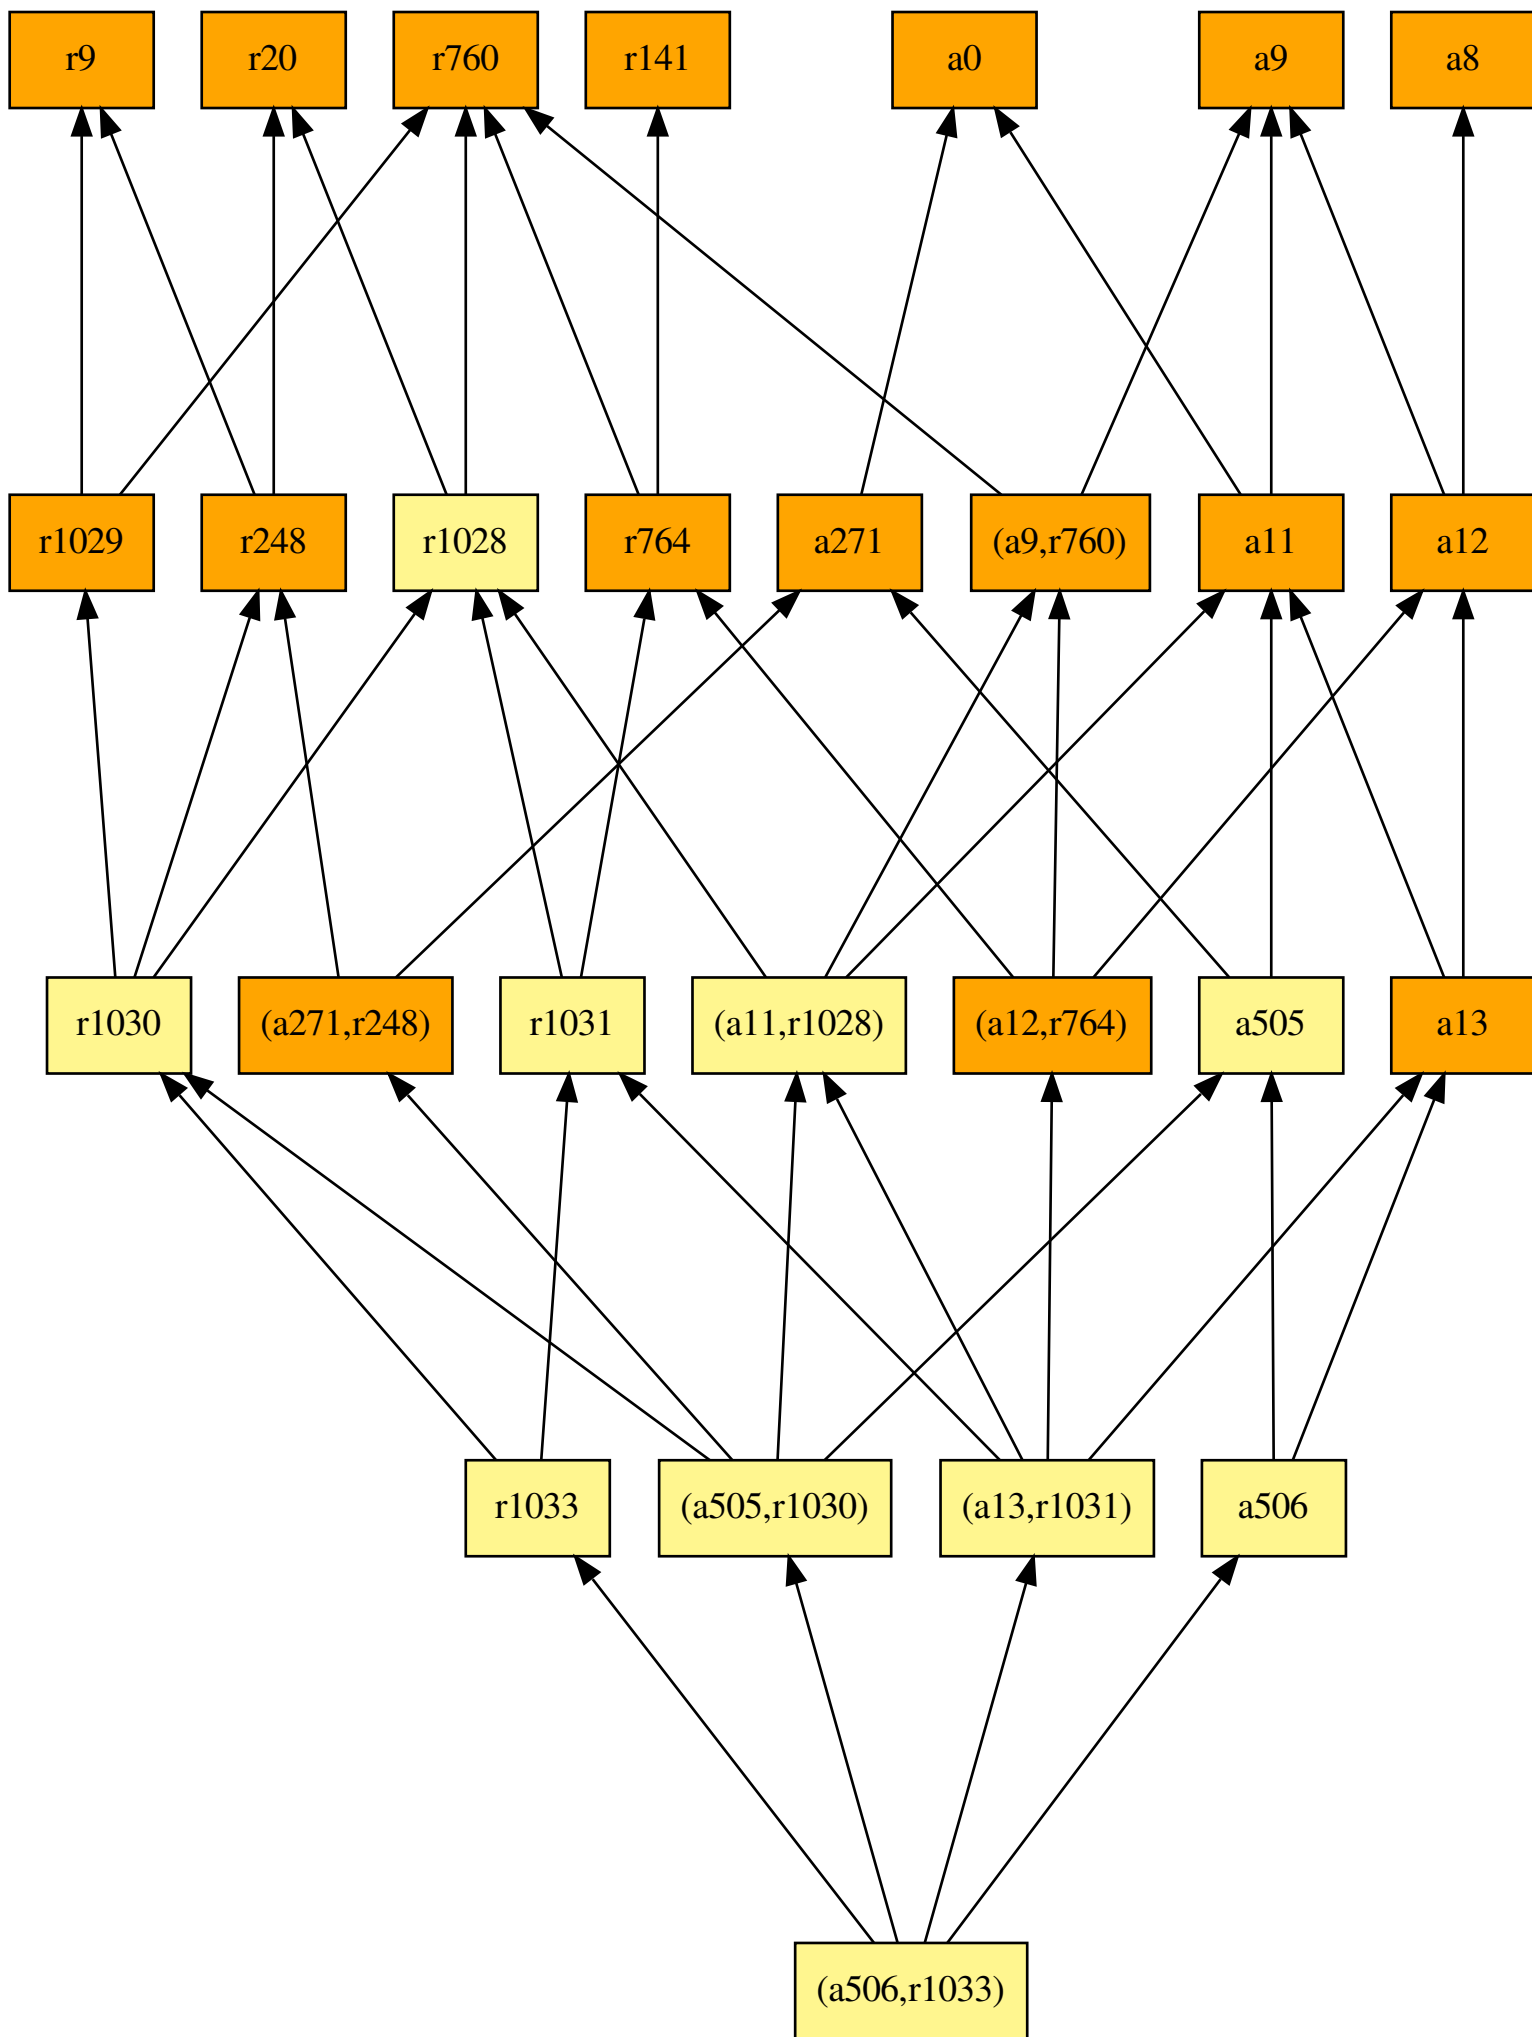 r9 r20 r760 r141 a0 a9 a8
r1029 r248 r1028 r764 a271 (a9,r760) a11 a12
r1030 (a271,r248) r1031 (a11,r1028) (a12,r764) a505 a13
r1033 (a505,r1030) (a13,r1031) a506
(a506,r1033)